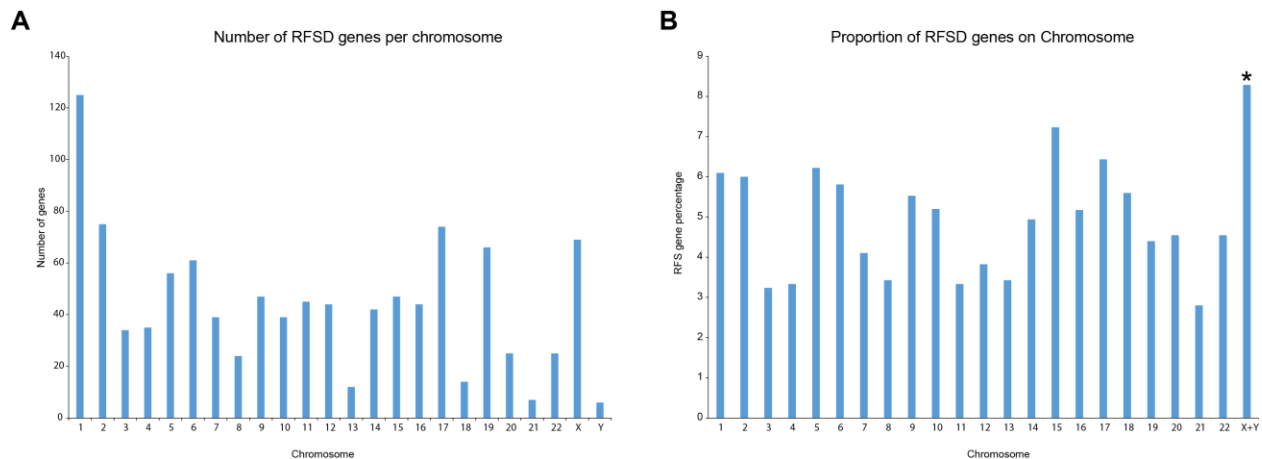 A
Number of RFSD genes per chromosome
140
120
100
80
60
40
20
0
Number of genes
1 2 3 4 5 6 7 8 9 10 11 12 13 14 15 16 17 18 19 20 21 22 X Y
Chromosome
B
Proportion of RFSD genes on Chromosome
9
8
7
6
5
4
3
2
1
0
RFS gene percentage
*
1 2 3 4 5 6 7 8 9 10 11 12 13 14 15 16 17 18 19 20 21 22 X+Y
Chromosome